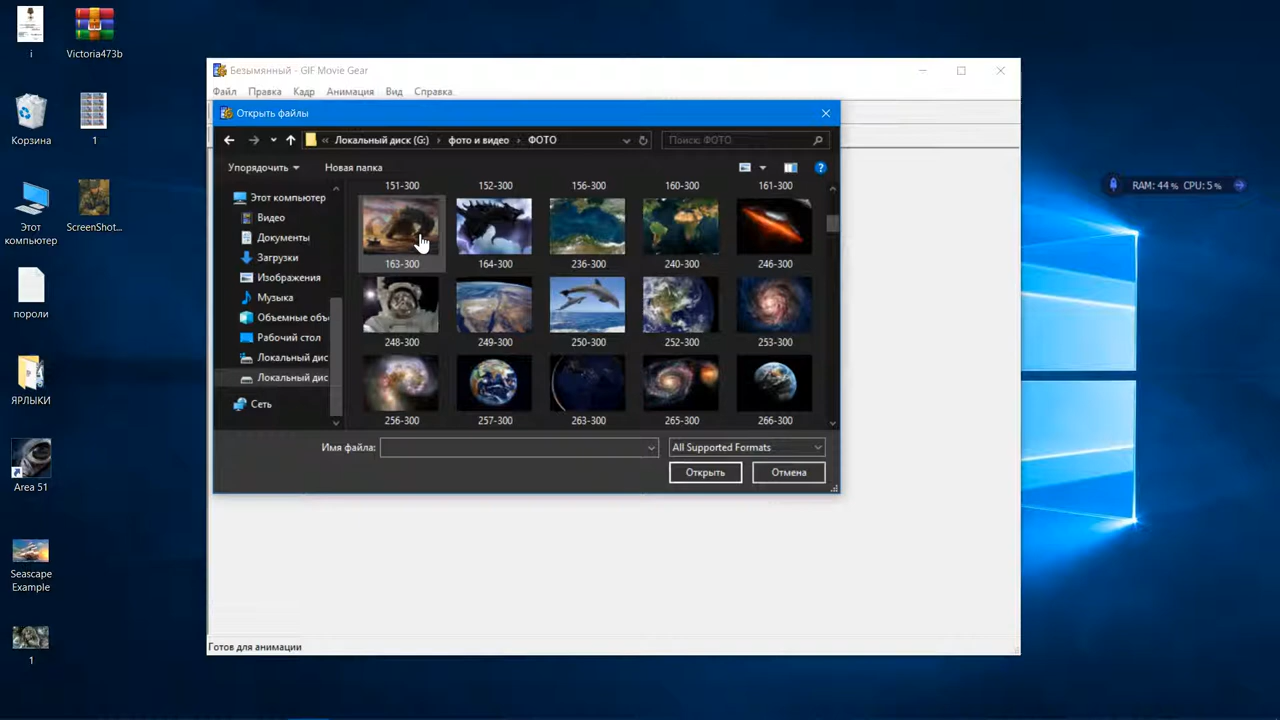 i
Victoria473b
Корзина
1
Этот
компьютер
ScreenShot...
пороли
ЯРЛЫКИ
Area 51
Seascape
Example
1
Безымянный - GIF Movie Gear
Файл Правка Кадр Анимация Вид Справка
Открыть файлы
« Локальный диск (G:) › фото и видео › ФОТО
Поиск: ФОТО
Упорядочить Новая папка
Этот компьютер
Видео
Документы
Загрузки
Изображения
Музыка
Объемные объ
Рабочий стол
Локальный дис
Локальный дис
Сеть
151-300 152-300 156-300 160-300 161-300
163-300 164-300 236-300 240-300 246-300
248-300 249-300 250-300 252-300 253-300
256-300 257-300 263-300 265-300 266-300
Имя файла:
All Supported Formats
Открыть Отмена
Готов для анимации
RAM: 44% CPU: 5%